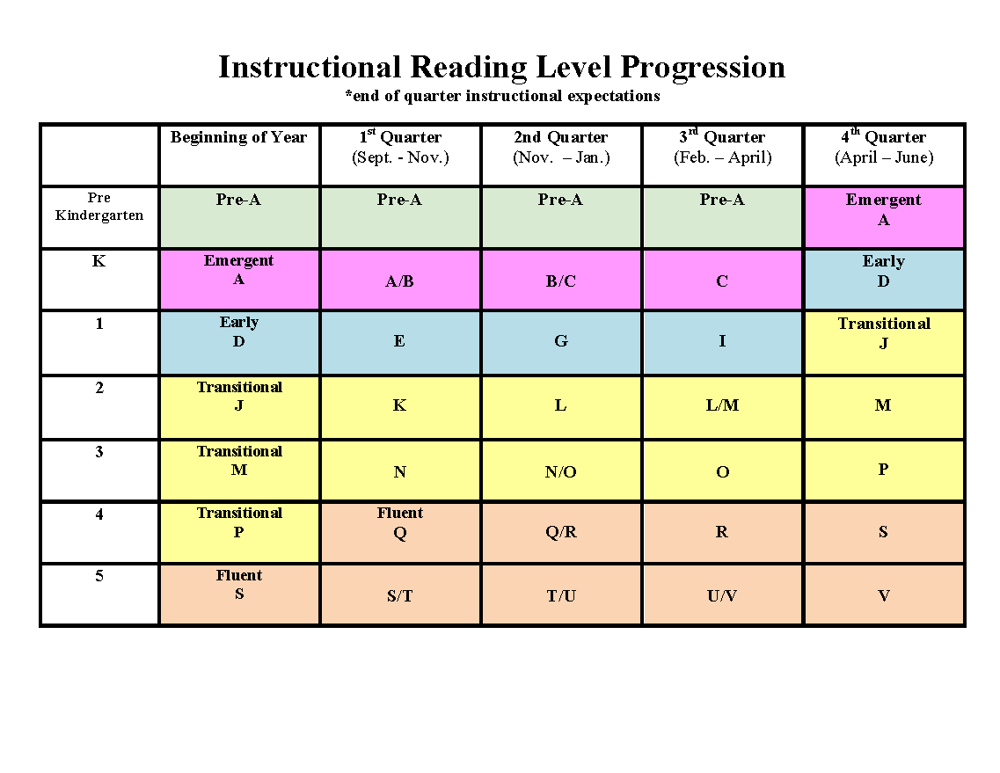 Instructional Reading Level Progression
*end of quarter instructional expectations
Beginning of Year 1st Quarter 2nd Quarter 3rd Quarter 4th Quarter
(Sept. - Nov.) (Nov. – Jan.) (Feb. – April) (April – June)
Pre Pre-A Pre-A Pre-A Pre-A Emergent
Kindergarten A
K Emergent Early
A A/B B/C C D
1 Early Transitional
D E G I J
2 Transitional
J K L L/M M
3 Transitional
M N N/O O P
4 Transitional Fluent
P Q Q/R R S
5 Fluent
S S/T T/U U/V V